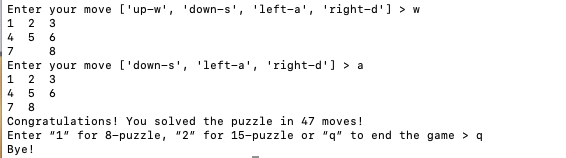 Enter your move ['up-w', 'down-s', 'left-a', 'right-d'] > w
1  2  3
4  5  6
7     8
Enter your move ['down-s', 'left-a', 'right-d'] > a
1  2  3
4  5  6
7  8
Congratulations! You solved the puzzle in 47 moves!
Enter “1” for 8-puzzle, “2” for 15-puzzle or “q” to end the game > q
Bye!